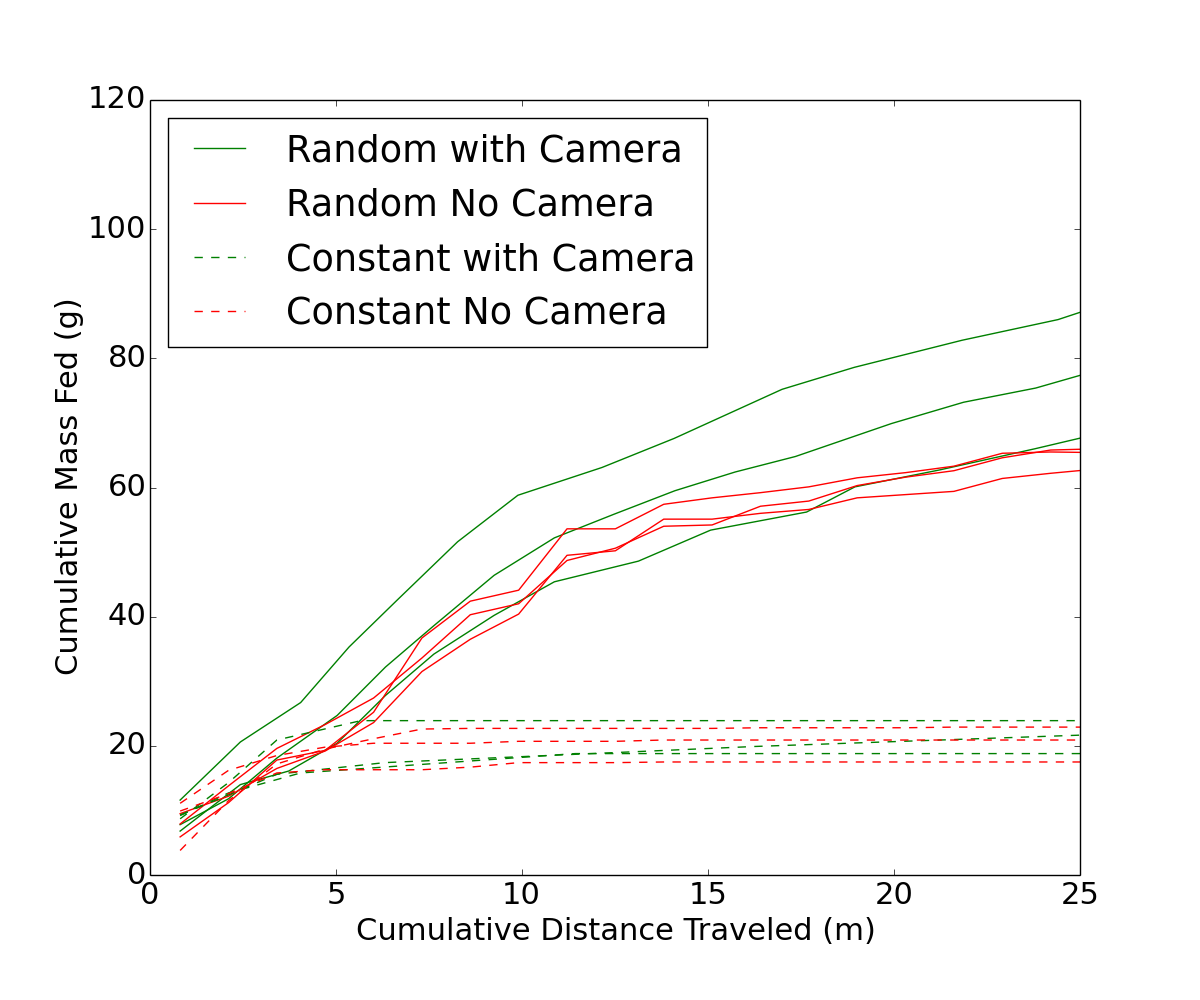 120
100
80
60
40
20
0
Cumulative Mass Fed (g)
Random with Camera
Random No Camera
Constant with Camera
Constant No Camera
0 5 10 15 20 25
Cumulative Distance Traveled (m)